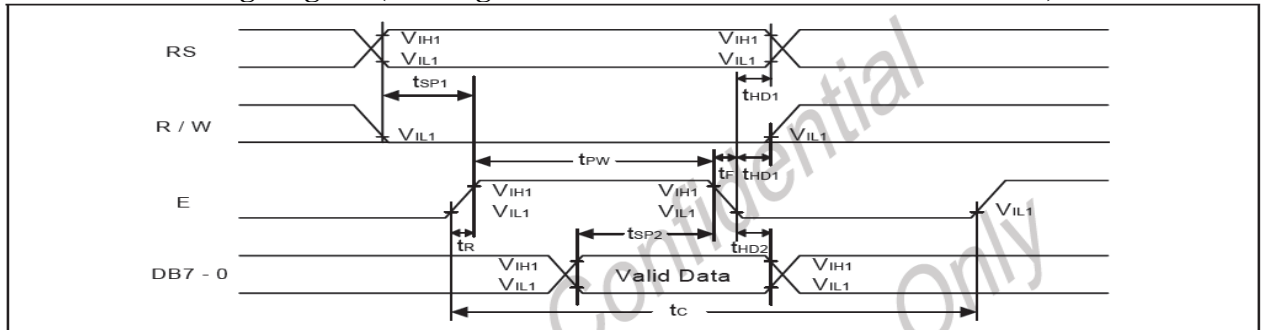 RS
VIH1
VIL1
VIH1
VIL1
tSP1
tHD1
R / W
VIL1
VIL1
tPW
tF
tHD1
E
VIH1
VIL1
VIH1
VIL1
VIL1
tR
tSP2
tHD2
DB7 - 0
VIH1
VIL1
Valid Data
VIH1
VIL1
tC
Confidential
Only